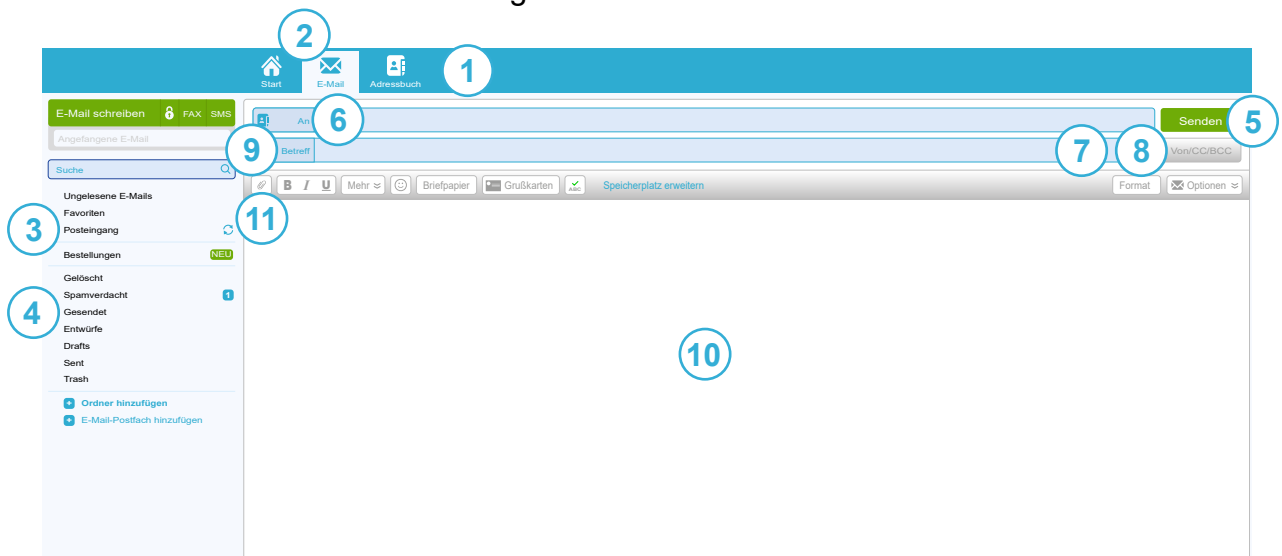 g
2
1
Start
E-Mail
Adressbuch
E-Mail schreiben FAX SMS
An
6
Senden
5
Angefangene E-Mail
9
Betreff
7
8
Von/CC/BCC
Suche
B I U Mehr Briefpapier Grußkarten ABC Speicherplatz erweitern Format Optionen
Ungelesene E-Mails
Favoriten
11
3
Posteingang
Bestellungen NEU
Gelöscht
Spamverdacht 1
4
Gesendet
Entwürfe
Drafts
10
Sent
Trash
Ordner hinzufügen
E-Mail-Postfach hinzufügen